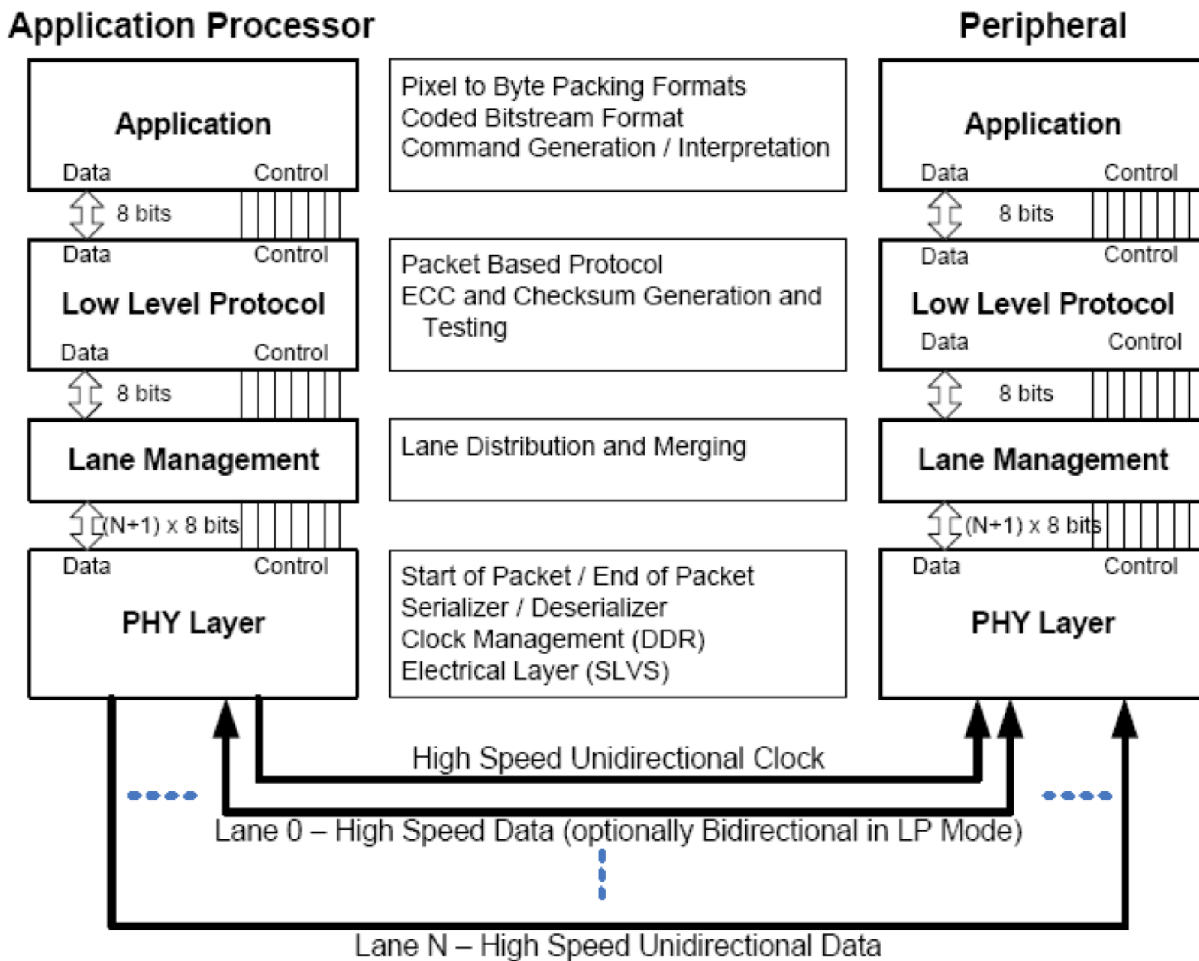 Application Processor
Peripheral
Application
Data Control
8 bits
Data Control
Low Level Protocol
Data Control
8 bits
Lane Management
(N+1) x 8 bits
Data Control
PHY Layer
Pixel to Byte Packing Formats
Coded Bitstream Format
Command Generation / Interpretation
Packet Based Protocol
ECC and Checksum Generation and
Testing
Lane Distribution and Merging
Start of Packet / End of Packet
Serializer / Deserializer
Clock Management (DDR)
Electrical Layer (SLVS)
Application
Data Control
8 bits
Data Control
Low Level Protocol
Data Control
8 bits
Lane Management
(N+1) x 8 bits
Data Control
PHY Layer
High Speed Unidirectional Clock
Lane 0 – High Speed Data (optionally Bidirectional in LP Mode)
Lane N – High Speed Unidirectional Data